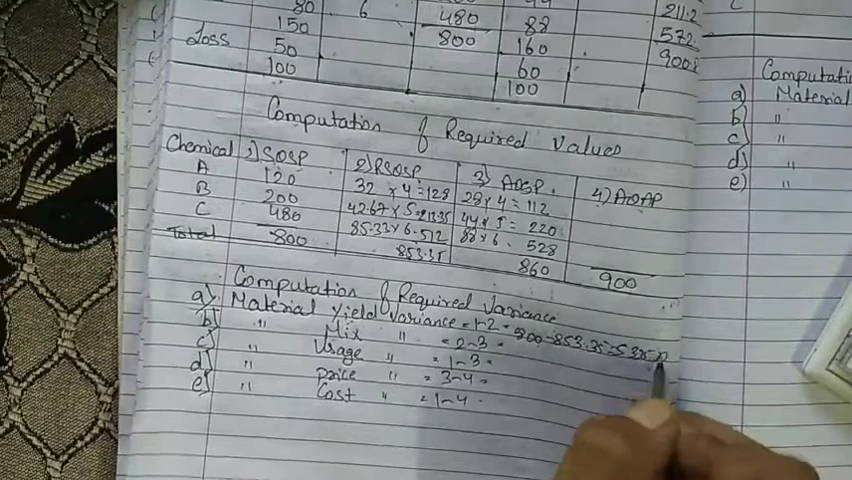 80 6 480 211.2
150 800 88 572
Loss 50 160 900
100 60
100
Computation of Required Values
Chemical 1) SQSP 2) RSQSP 3) AQSP 4) AQAP
A 120 32 × 4 = 128 28 × 4 = 112
B 200 42.67 × 5 = 213.35 44 × 5 = 220
C 480 85.33 × 6 = 512 88 × 6 = 528
Total 800 853.35 860 900
Computation of Required Variance
a) Material Yield Variance = 1-2 = 800-853.35=
b) " Mix " = 2-3 =
c) " Usage " = 1-3 =
d) " price " = 3-4 =
e) " Cost " = 1-4 =
a) Material
b) "
c) "
d) "
e) "